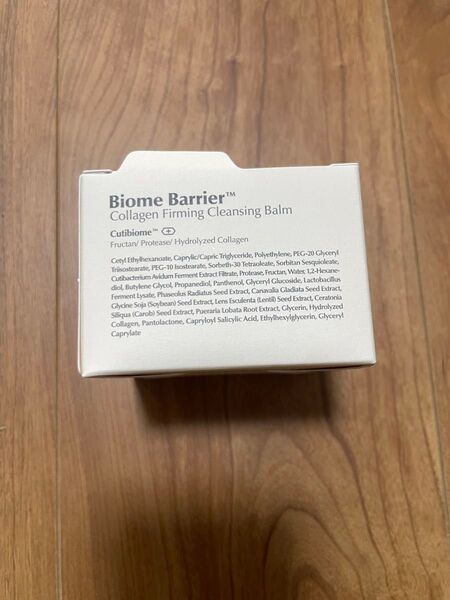 Biome Barrier™
Collagen Firming Cleansing Balm
Cutibiome™
Fructan/ Protease/ Hydrolyzed Collagen
Cetyl Ethylhexanoate, Caprylic/Capric Triglyceride, Polyethylene, PEG-20 Glyceryl
Triisostearate, PEG-10 Isostearate, Sorbeth-30 Tetraoleate, Sorbitan Sesquioleate,
Cutibacterium Avidum Ferment Extract Filtrate, Protease, Fructan, Water, 1,2-Hexane-
diol, Butylene Glycol, Propanediol, Panthenol, Glyceryl Glucoside, Lactobacillus
Ferment Lysate, Phaseolus Radiatus Seed Extract, Canavalia Gladiata Seed Extract,
Glycine Soja (Soybean) Seed Extract, Lens Esculenta (Lentil) Seed Extract, Ceratonia
Siliqua (Carob) Seed Extract, Pueraria Lobata Root Extract, Glycerin, Hydrolyzed
Collagen, Pantolactone, Capryloyl Salicylic Acid, Ethylhexylglycerin, Glyceryl
Caprylate